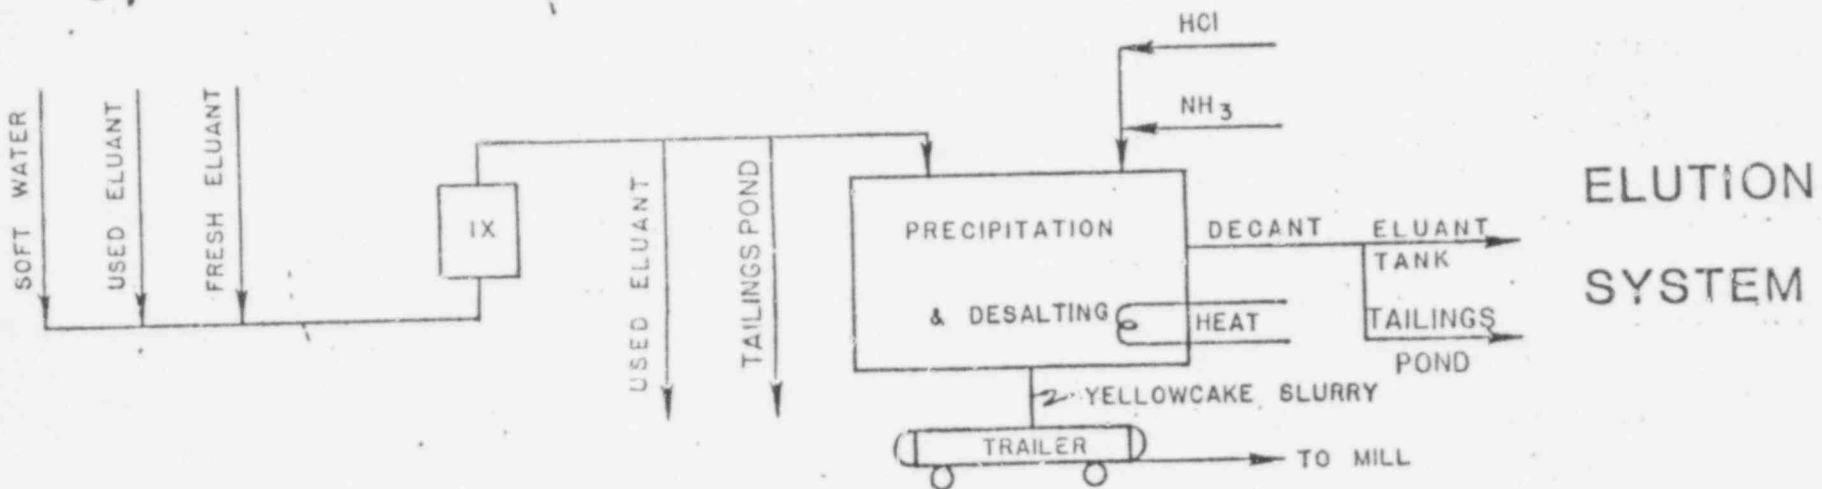 SOFT WATER
USED ELUANT
FRESH ELUANT
IX
USED ELUANT
TAILINGS POND
HCl
NH3
PRECIPITATION
& DESALTING
HEAT
DECANT
ELUANT
TANK
TAILINGS
POND
YELLOWCAKE SLURRY
TRAILER
TO MILL
ELUTION
SYSTEM